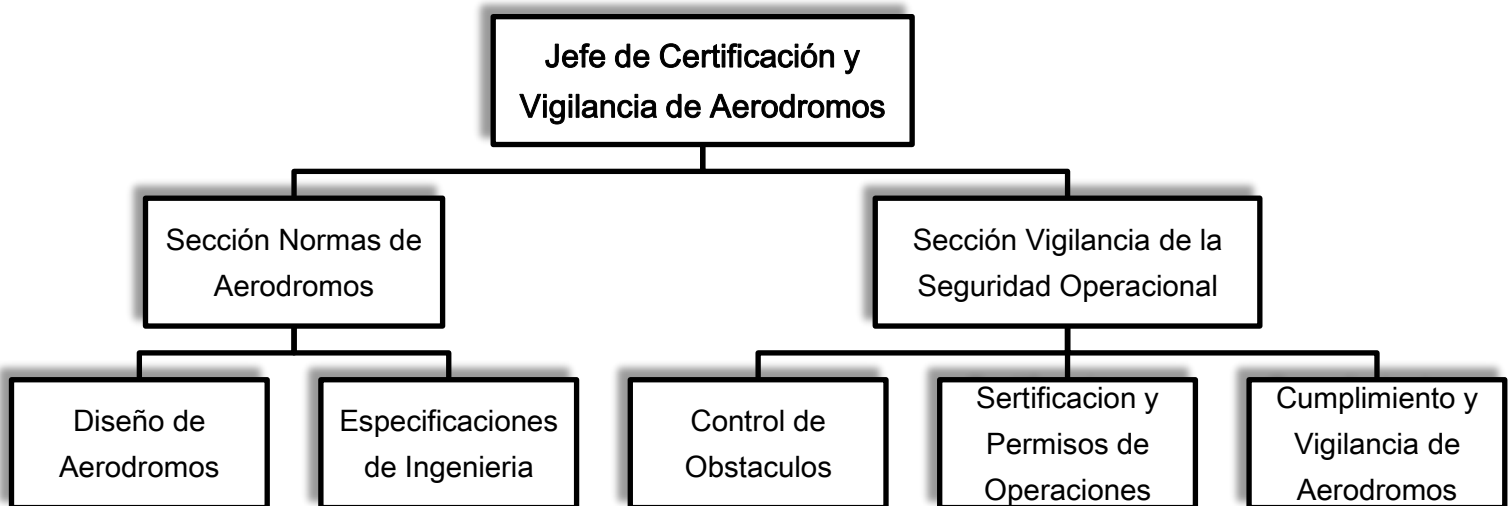 Jefe de Certificación y
Vigilancia de Aerodromos
Sección Normas de
Aerodromos
Sección Vigilancia de la
Seguridad Operacional
Diseño de
Aerodromos
Especificaciones
de Ingenieria
Control de
Obstaculos
Sertificacion y
Permisos de
Operaciones
Cumplimiento y
Vigilancia de
Aerodromos